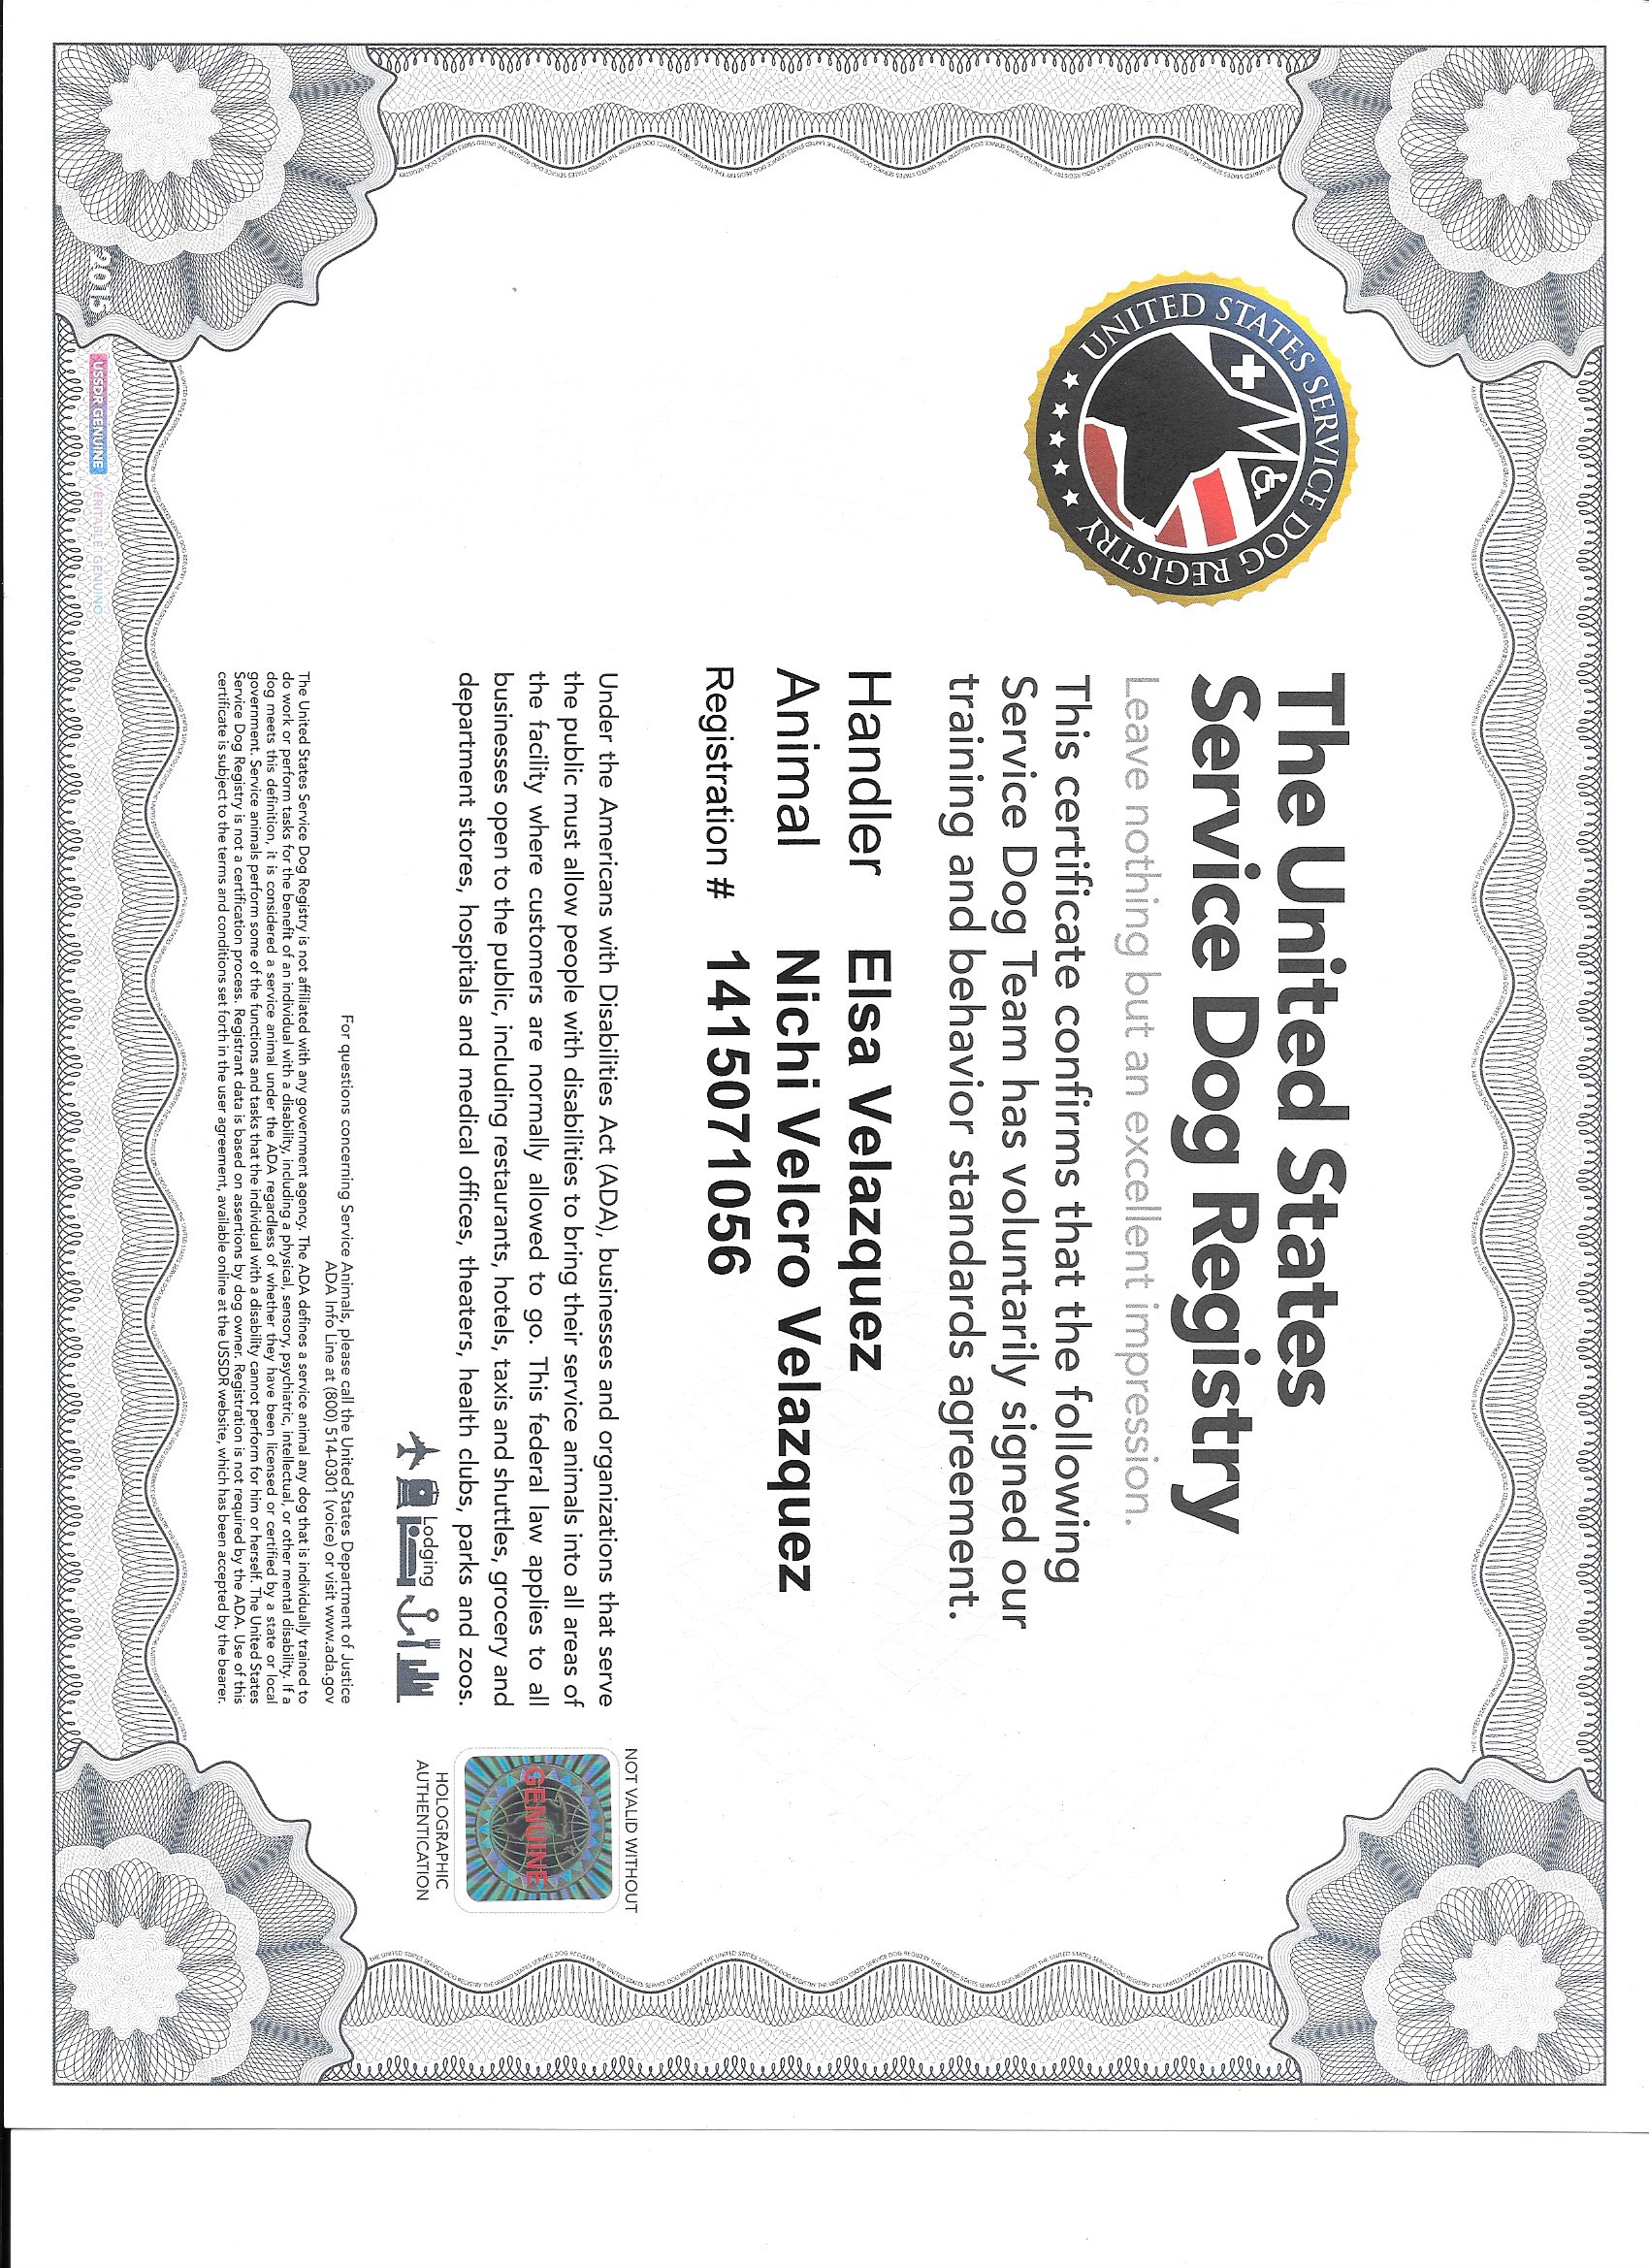 UNITED STATES SERVICE DOG REGISTRY
The United States
Service Dog Registry
Leave nothing but an excellent impression.
This certificate confirms that the following
Service Dog Team has voluntarily signed our
training and behavior standards agreement.
Handler Elsa Velazquez
Animal Nichi Velcro Velazquez
Registration # 1415071056
Under the Americans with Disabilities Act (ADA), businesses and organizations that serve
the public must allow people with disabilities to bring their service animals into all areas of
the facility where customers are normally allowed to go. This federal law applies to all
businesses open to the public, including restaurants, hotels, taxis and shuttles, grocery and
department stores, hospitals and medical offices, theaters, health clubs, parks and zoos.
NOT VALID WITHOUT
GENUINE
HOLOGRAPHIC
AUTHENTICATION
Lodging
For questions concerning Service Animals, please call the United States Department of Justice
ADA Info Line at (800) 514-0301 (voice) or visit www.ada.gov
The United States Service Dog Registry is not affiliated with any government agency. The ADA defines a service animal any dog that is individually trained to
do work or perform tasks for the benefit of an individual with a disability, including a physical, sensory, psychiatric, intellectual, or other mental disability. If a
dog meets this definition, it is considered a service animal under the ADA regardless of whether they have been licensed or certified by a state or local
government. Service animals perform some of the functions and tasks that the individual with a disability cannot perform for him or herself. The United States
Service Dog Registry is not a certification process. Registrant data is based on assertions by dog owner. Registration is not required by the ADA. Use of this
certificate is subject to the terms and conditions set forth in the user agreement, available online at the USSDR website, which has been accepted by the bearer.
2015
USSDR GENUINE VÉRITABLE GENUINO